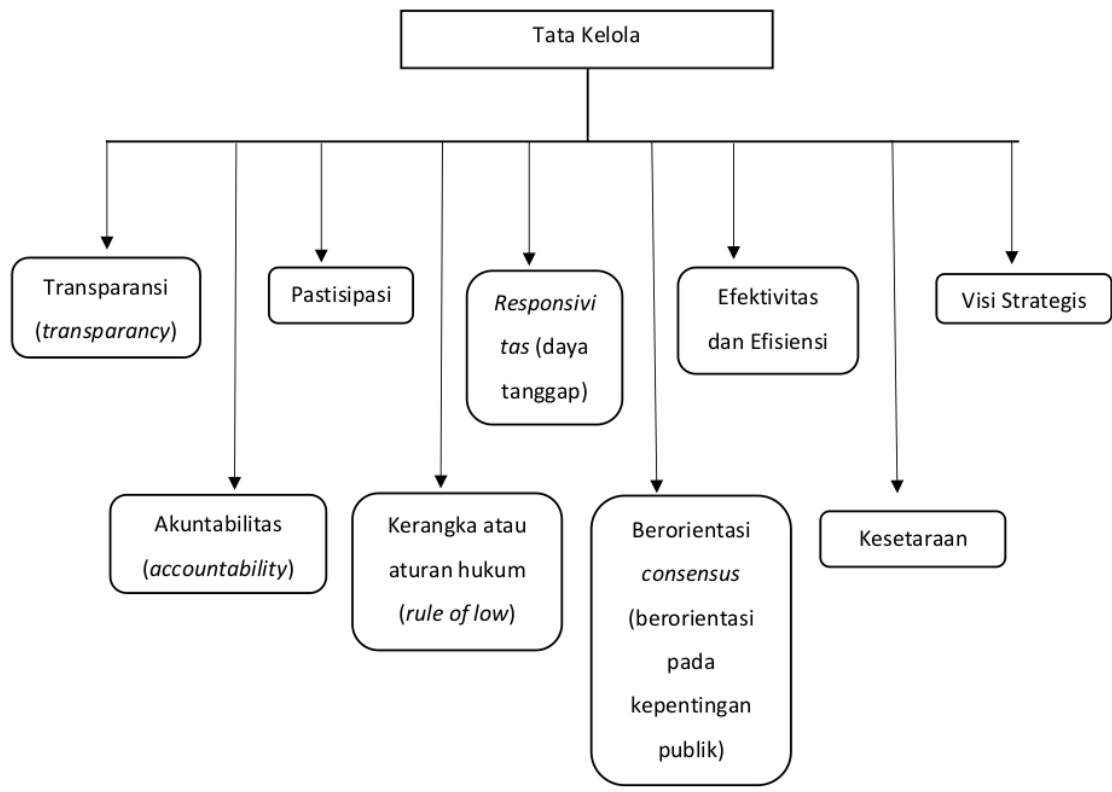 Tata Kelola
Transparansi
(transparancy)
Pastisipasi
Responsivi
tas (daya
tanggap)
Efektivitas
dan Efisiensi
Visi Strategis
Akuntabilitas
(accountability)
Kerangka atau
aturan hukum
(rule of low)
Berorientasi
consensus
(berorientasi
pada
kepentingan
publik)
Kesetaraan